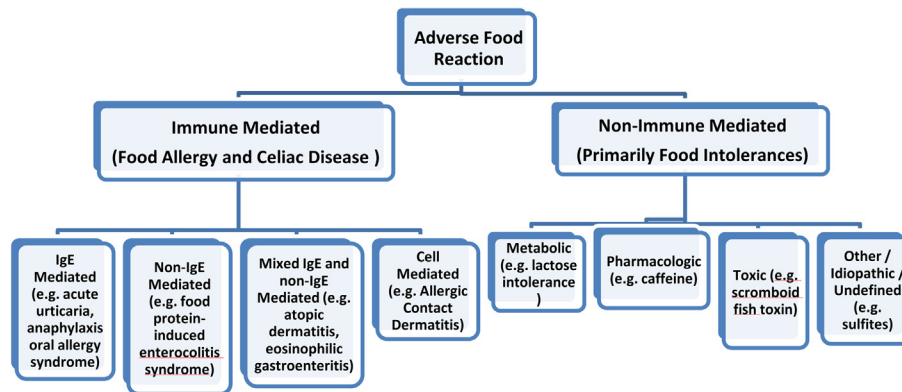 Adverse Food
Reaction
Immune Mediated
(Food Allergy and Celiac Disease )
Non-Immune Mediated
(Primarily Food Intolerances)
IgE
Mediated
(e.g. acute
urticaria,
anaphylaxis
oral allergy
syndrome)
Non-IgE
Mediated
(e.g. food
protein-
induced
enterocolitis
syndrome)
Mixed IgE and
non-IgE
Mediated (e.g.
atopic
dermatitis,
eosinophilic
gastroenteritis)
Cell
Mediated
(e.g. Allergic
Contact
Dermatitis)
Metabolic
(e.g. lactose
intolerance
)
Pharmacologic
(e.g. caffeine)
Toxic (e.g.
scromboid
fish toxin)
Other /
Idiopathic /
Undefined
(e.g.
sulfites)